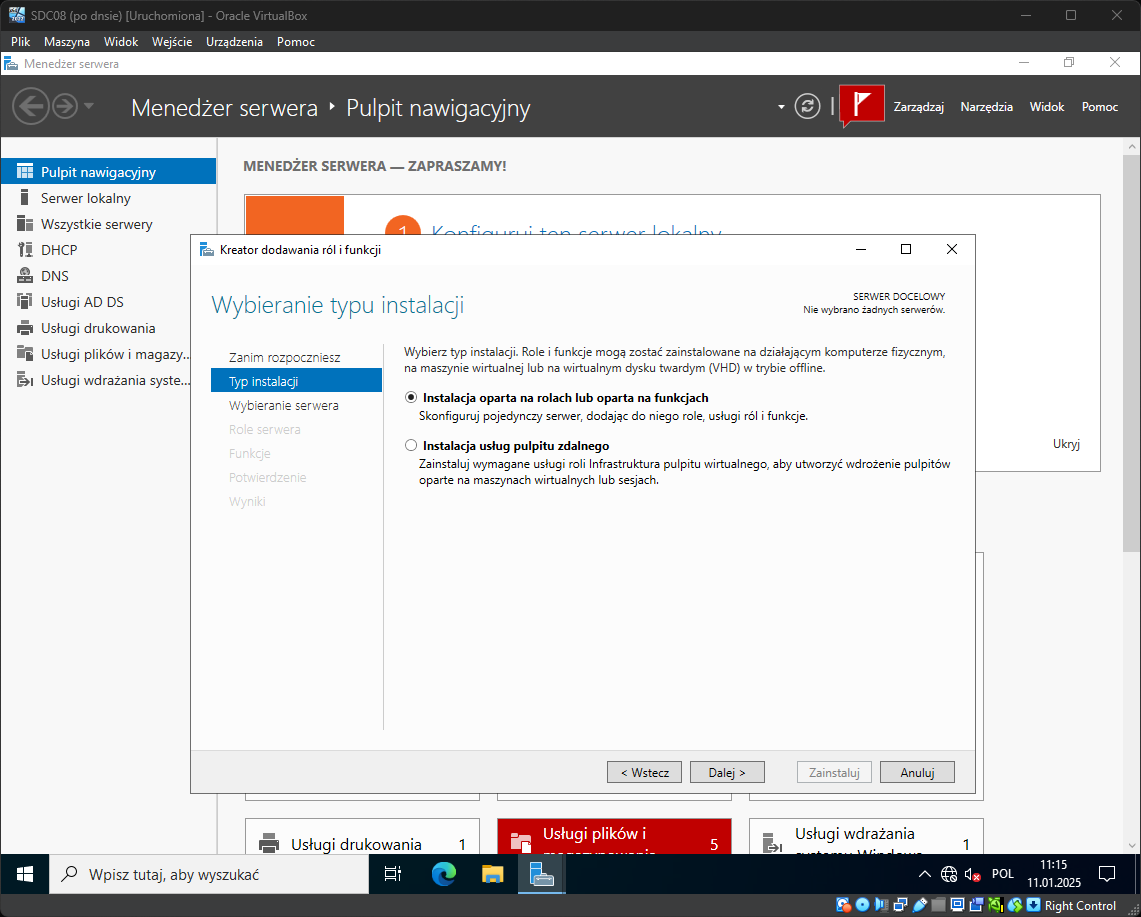 SDC08 (po dnsie) [Uruchomiona] - Oracle VirtualBox
Plik Maszyna Widok Wejście Urządzenia Pomoc
Menedżer serwera
Menedżer serwera Pulpit nawigacyjny
Zarządzaj Narzędzia Widok Pomoc
Pulpit nawigacyjny
Serwer lokalny
Wszystkie serwery
DHCP
DNS
Usługi AD DS
Usługi drukowania
Usługi plików i magazy...
Usługi wdrażania syste...
MENEDŻER SERWERA — ZAPRASZAMY!
1 Konfiguruj ten serwer lokalny
Ukryj
Kreator dodawania ról i funkcji
Wybieranie typu instalacji
SERWER DOCELOWY
Nie wybrano żadnych serwerów.
Zanim rozpoczniesz
Typ instalacji
Wybieranie serwera
Role serwera
Funkcje
Potwierdzenie
Wyniki
Wybierz typ instalacji. Role i funkcje mogą zostać zainstalowane na działającym komputerze fizycznym,
na maszynie wirtualnej lub na wirtualnym dysku twardym (VHD) w trybie offline.
Instalacja oparta na rolach lub oparta na funkcjach
Skonfiguruj pojedynczy serwer, dodając do niego role, usługi ról i funkcje.
Instalacja usług pulpitu zdalnego
Zainstaluj wymagane usługi roli Infrastruktura pulpitu wirtualnego, aby utworzyć wdrożenie pulpitów
oparte na maszynach wirtualnych lub sesjach.
< Wstecz Dalej > Zainstaluj Anuluj
Usługi drukowania 1
Usługi plików i
magazynowania 5
Usługi wdrażania
systemu Windows 1
Wpisz tutaj, aby wyszukać
POL
11:15
11.01.2025
Right Control